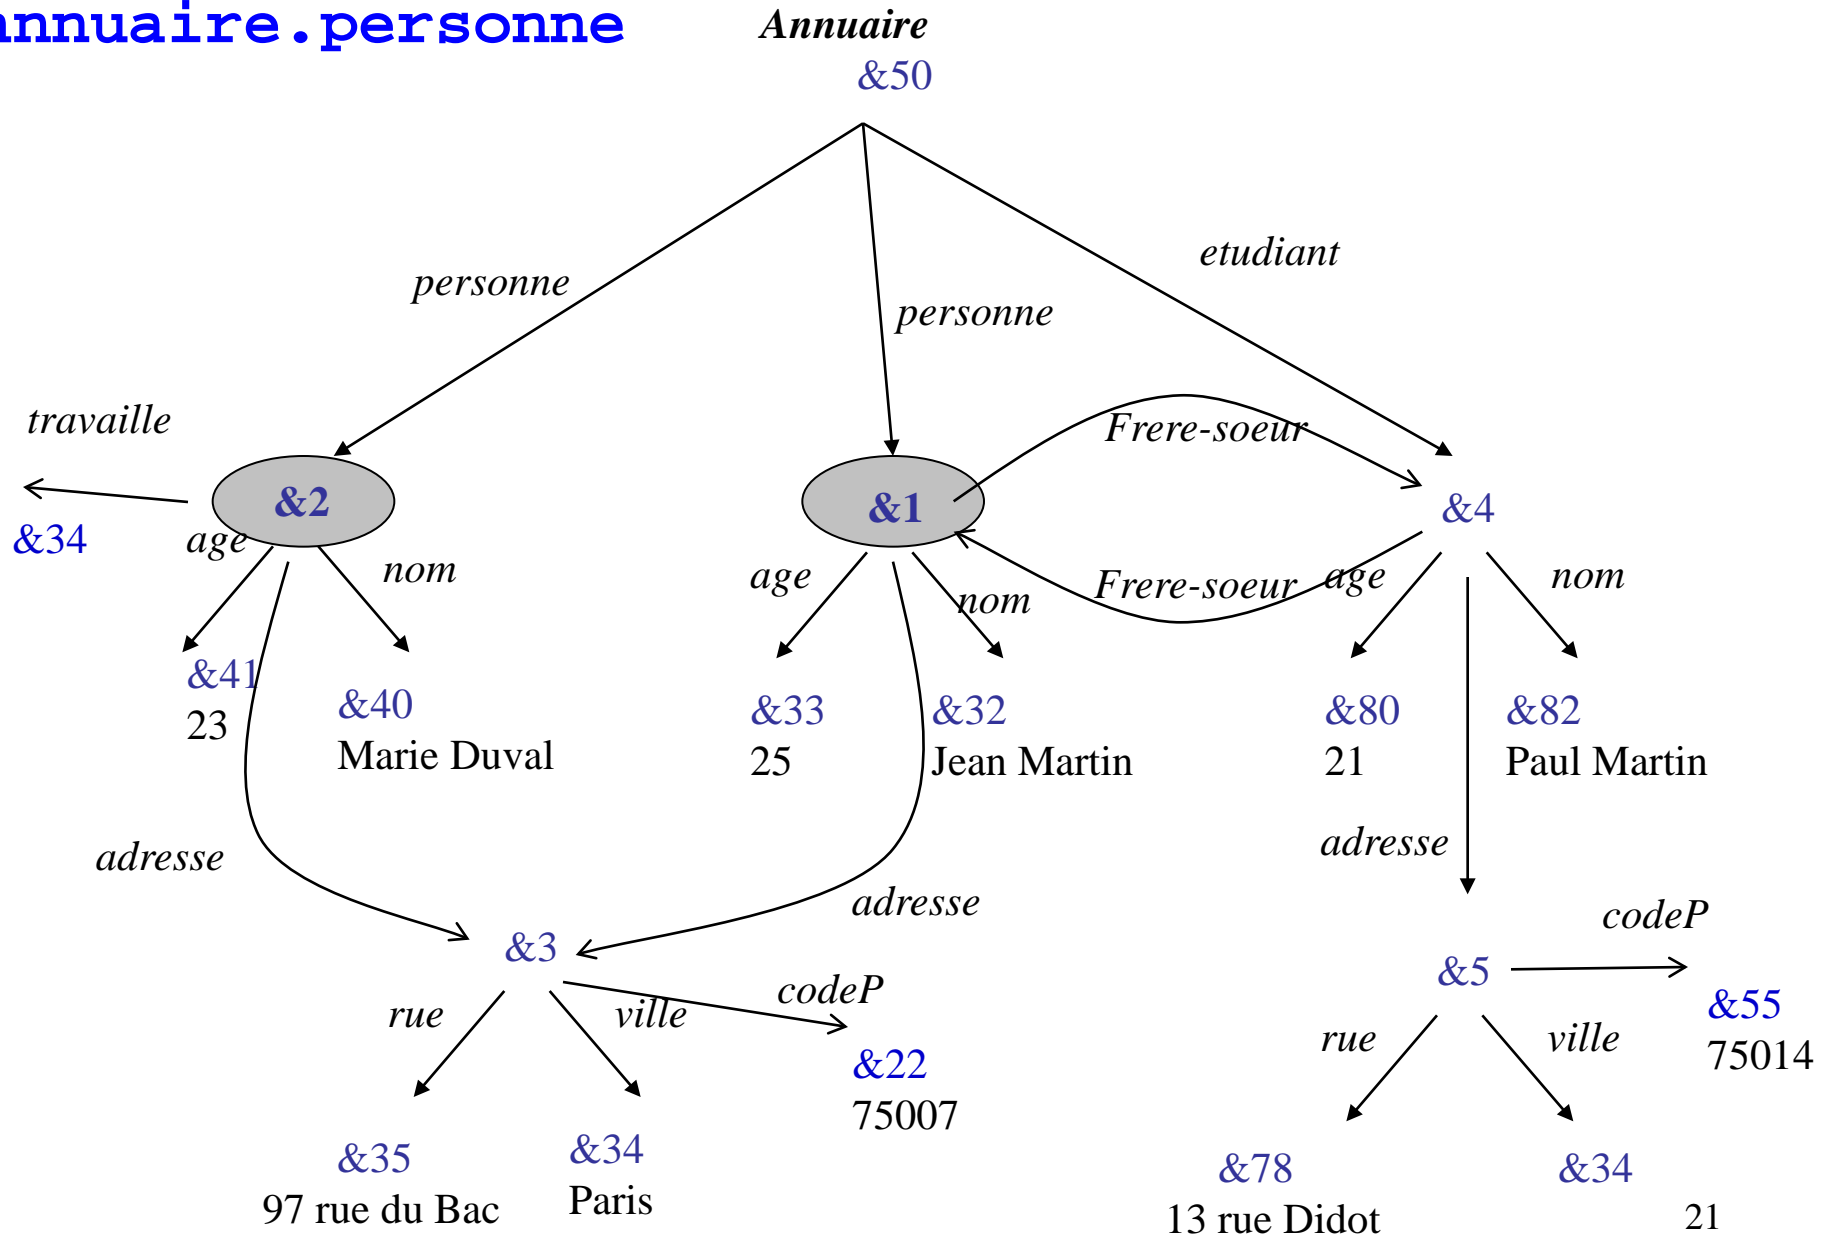 annuaire.personne
Annuaire
&50
etudiant
personne
personne
travaille
Frere-soeur
&2
&1
&4
&34
age
nom
age
nom
Frere-soeur
age
nom
&41
23
&40
Marie Duval
&33
25
&32
Jean Martin
&80
21
&82
Paul Martin
adresse
adresse
adresse
codeP
&3
&5
rue
ville
codeP
&55
75014
rue
ville
&22
75007
&35
97 rue du Bac
&34
Paris
&78
13 rue Didot
&34
21